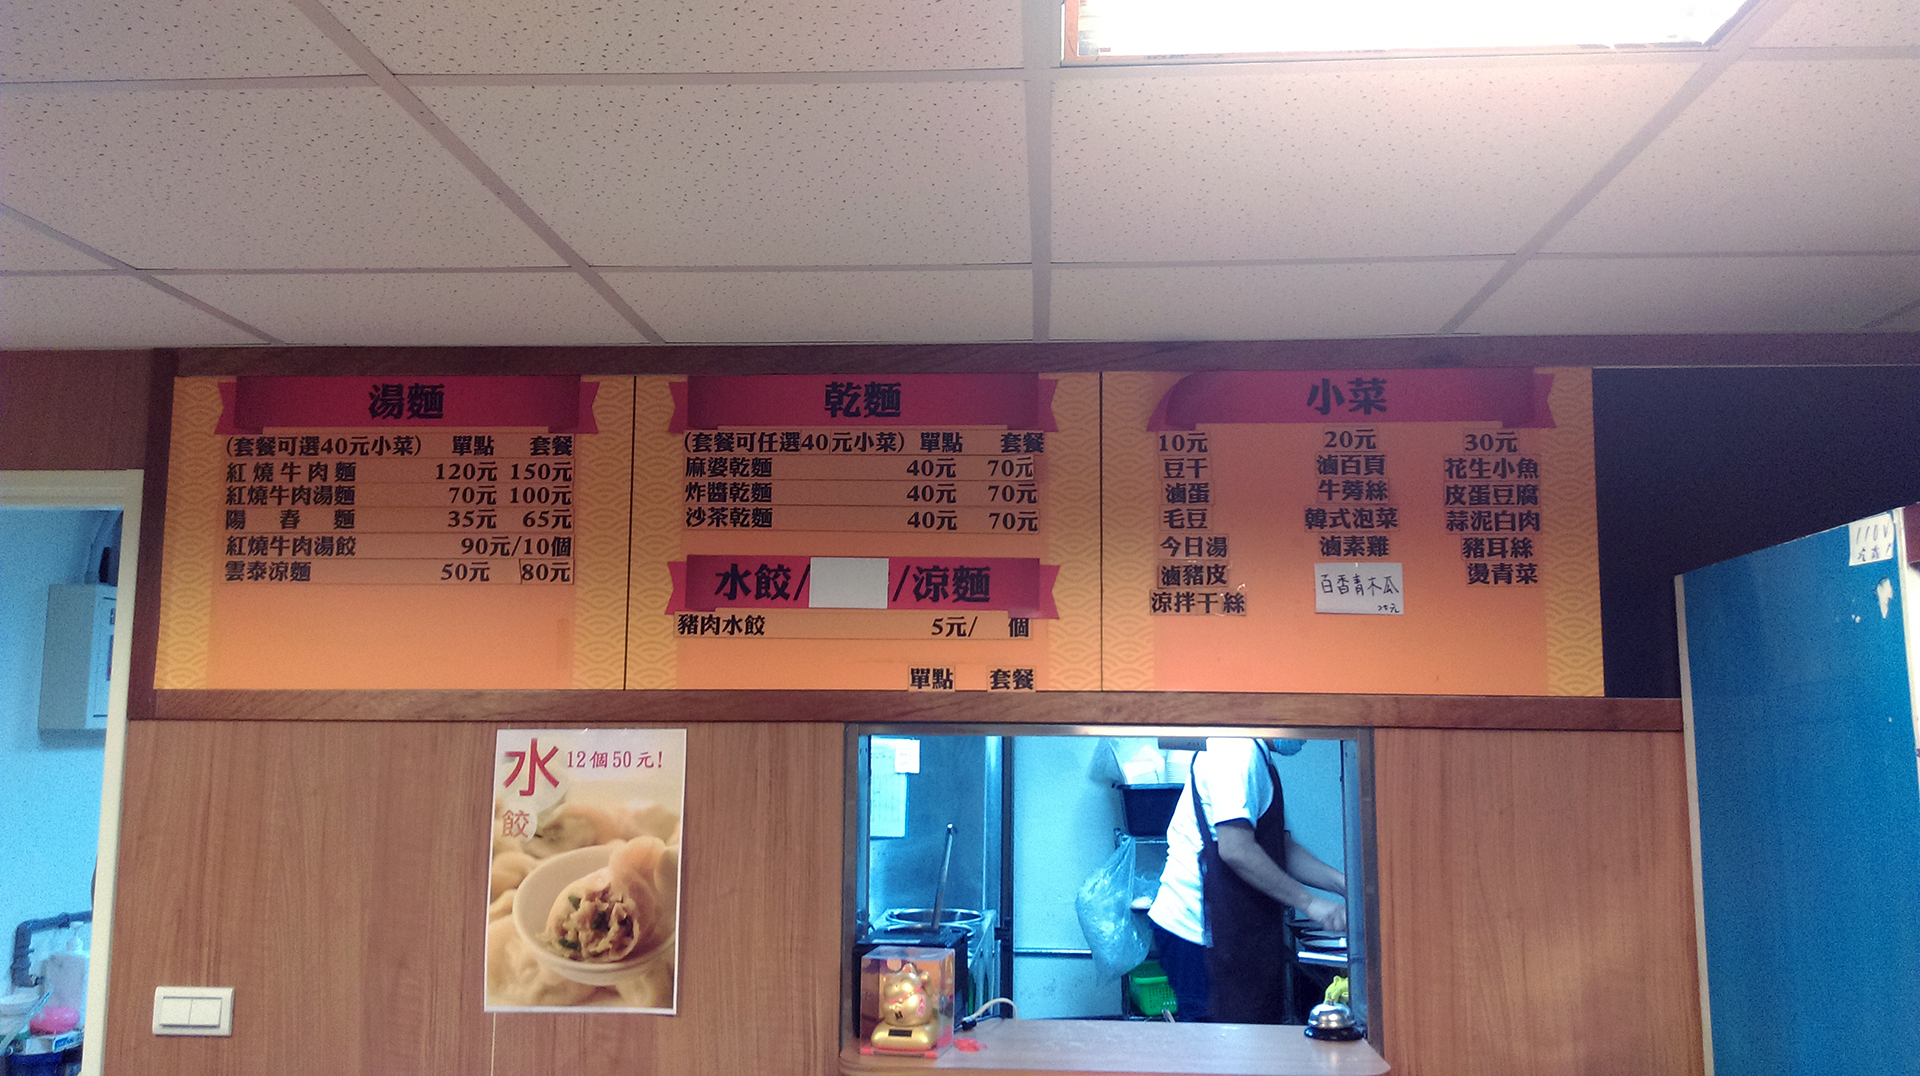 湯麵
(套餐可選40元小菜) 單點 套餐
紅燒牛肉麵 120元 150元
紅燒牛肉湯麵 70元 100元
陽春麵 35元 65元
紅燒牛肉湯餃 90元/10個
雲泰涼麵 50元 80元
乾麵
(套餐可任選40元小菜) 單點 套餐
麻婆乾麵 40元 70元
炸醬乾麵 40元 70元
沙茶乾麵 40元 70元
水餃/ /涼麵
豬肉水餃 5元/ 個
單點 套餐
小菜
10元
豆干
滷蛋
毛豆
今日湯
滷豬皮
涼拌干絲
20元
滷百頁
牛蒡絲
韓式泡菜
滷素雞
百香青木瓜
25元
30元
花生小魚
皮蛋豆腐
蒜泥白肉
豬耳絲
燙青菜
水餃
12個50元!
110V